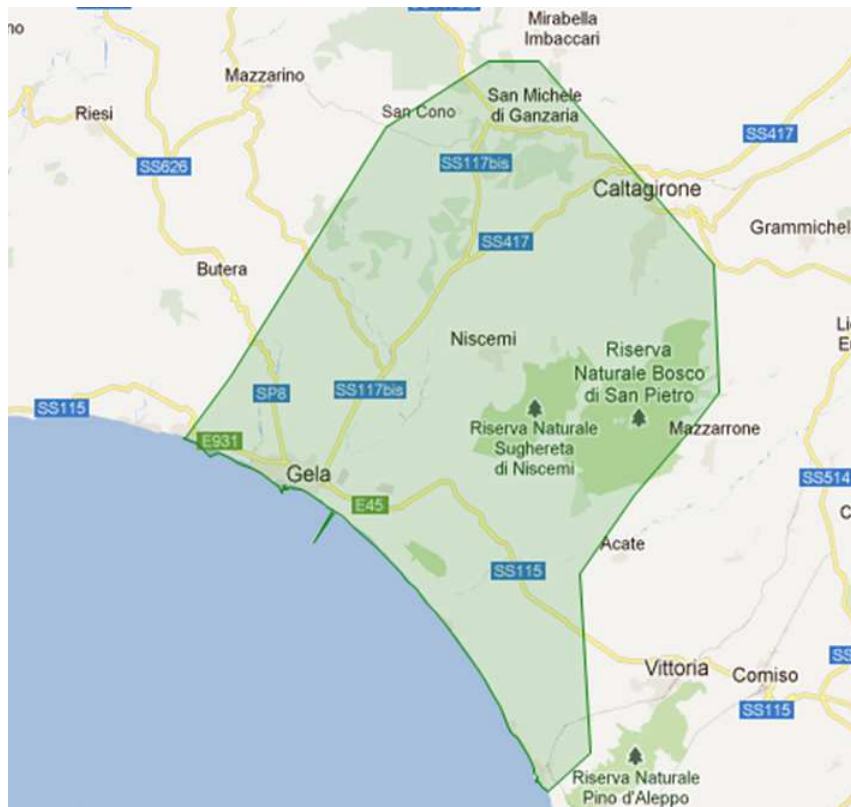 Mirabella
Imbaccari
Mazzarino
San Michele
di Ganzaria
San Cono
Riesi
SS417
SS626
SS117bis
Caltagirone
Grammichel
SS417
Butera
Niscemi
Riserva
Naturale Bosco
di San Pietro
SP8
SS117bis
SS115
Riserva Naturale
Sughereta
di Niscemi
Mazzarrone
E931
Gela
SS514
E45
Acate
SS115
Vittoria
Comiso
SS115
Riserva Naturale
Pino d'Aleppo